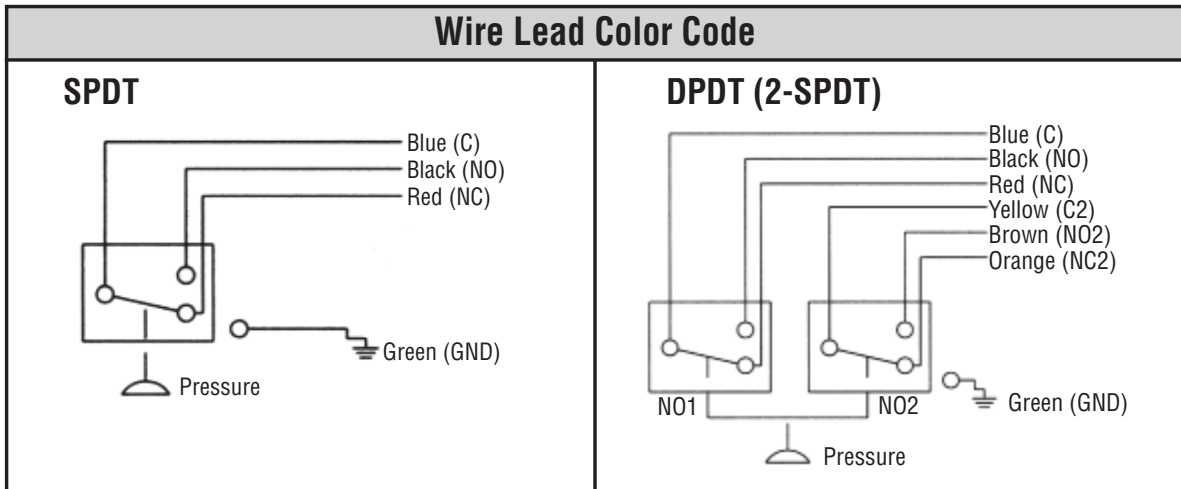 Wire Lead Color Code
SPDT
Blue (C)
Black (NO)
Red (NC)
Green (GND)
Pressure
DPDT (2-SPDT)
Blue (C)
Black (NO)
Red (NC)
Yellow (C2)
Brown (NO2)
Orange (NC2)
NO1
NO2
Green (GND)
Pressure